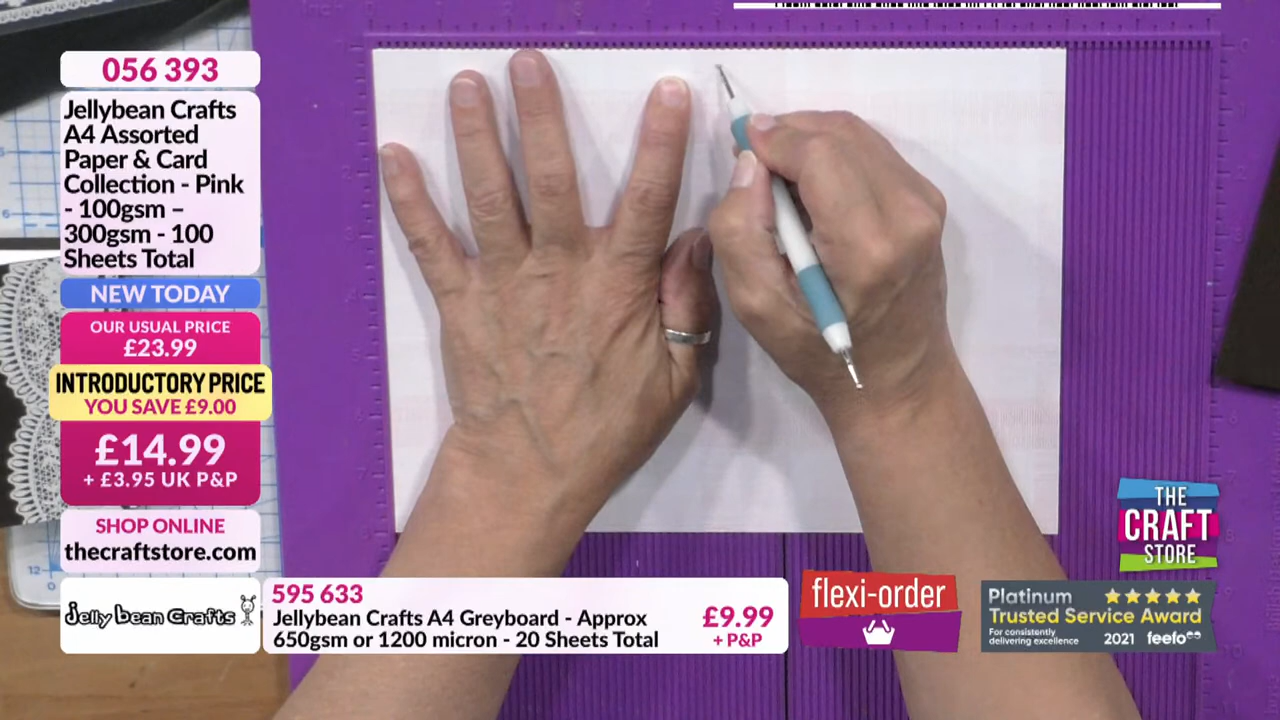 056 393
Jellybean Crafts
A4 Assorted
Paper & Card
Collection - Pink
- 100gsm –
300gsm - 100
Sheets Total
NEW TODAY
OUR USUAL PRICE
£23.99
INTRODUCTORY PRICE
YOU SAVE £9.00
£14.99
+ £3.95 UK P&P
SHOP ONLINE
thecraftstore.com
Jellybean Crafts
595 633
Jellybean Crafts A4 Greyboard - Approx
650gsm or 1200 micron - 20 Sheets Total
£9.99
+ P&P
flexi-order
THE
CRAFT
STORE
Platinum
Trusted Service Award
For consistently
delivering excellence
2021 feefo